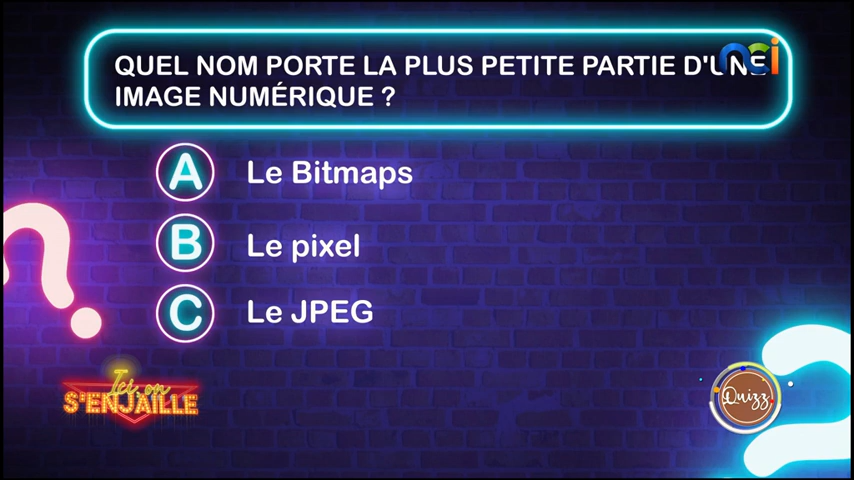 nci
QUEL NOM PORTE LA PLUS PETITE PARTIE D'UNE
IMAGE NUMÉRIQUE ?
A Le Bitmaps
B Le pixel
C Le JPEG
Ici on
S'ENJAILLE
Quizz